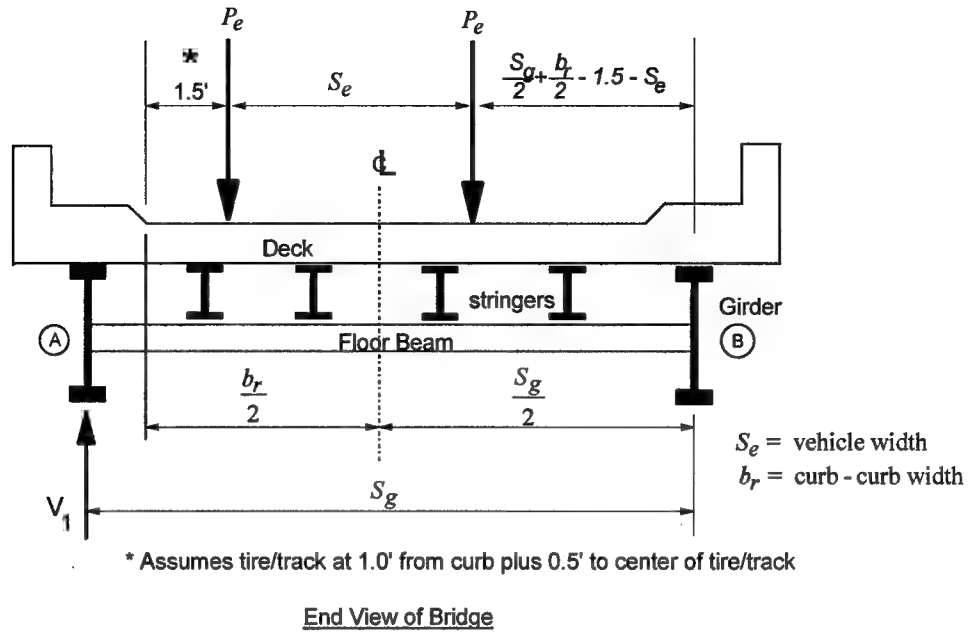 P_e
P_e
*
1.5'
S_e
S_g/2 + b_r/2 - 1.5 - S_e
℄
Deck
stringers
Girder
A
Floor Beam
B
b_r/2
S_g/2
S_e = vehicle width
b_r = curb - curb width
S_g
V_1
* Assumes tire/track at 1.0' from curb plus 0.5' to center of tire/track
End View of Bridge